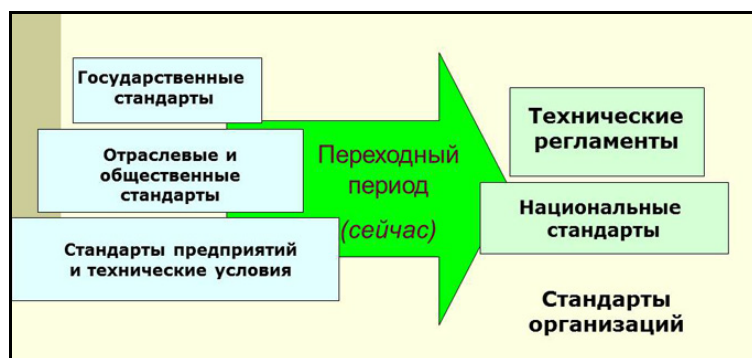 Государственные
стандарты
Отраслевые и
общественные
стандарты
Стандарты предприятий
и технические условия
Переходный
период
(сейчас)
Технические
регламенты
Национальные
стандарты
Стандарты
организаций